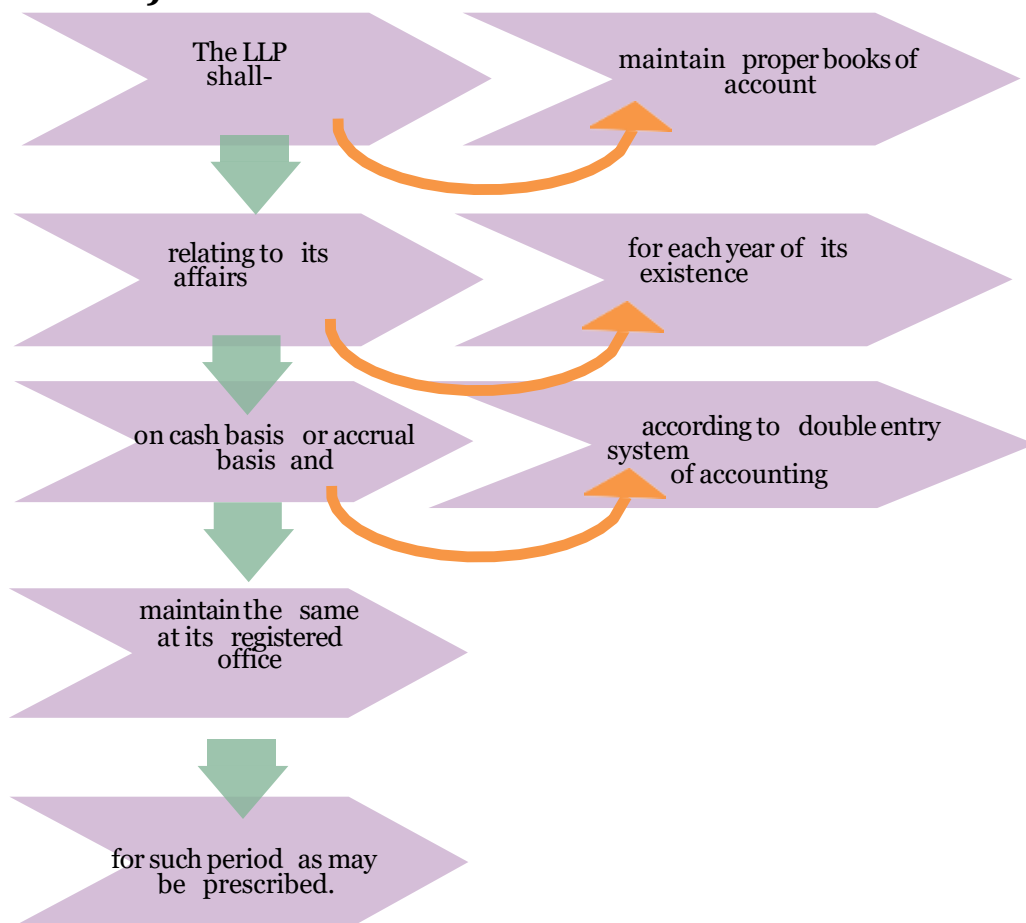 The LLP
shall-
maintain proper books of
account
relating to its
affairs
for each year of its
existence
on cash basis or accrual
basis and
according to double entry
system
of accounting
maintain the same
at its registered
office
for such period as may
be prescribed.